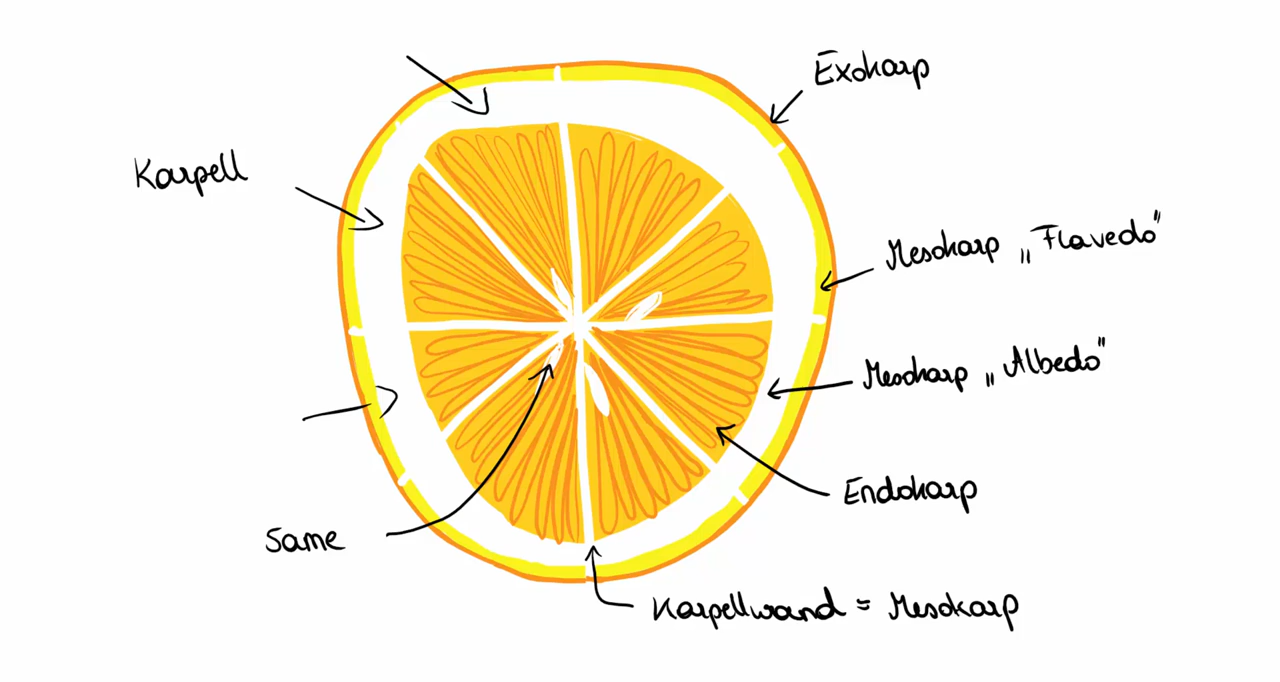 Exokarp
Karpell
Mesokarp „Flavedo"
Mesokarp „Albedo"
Endokarp
Same
Karpellwand = Mesokarp